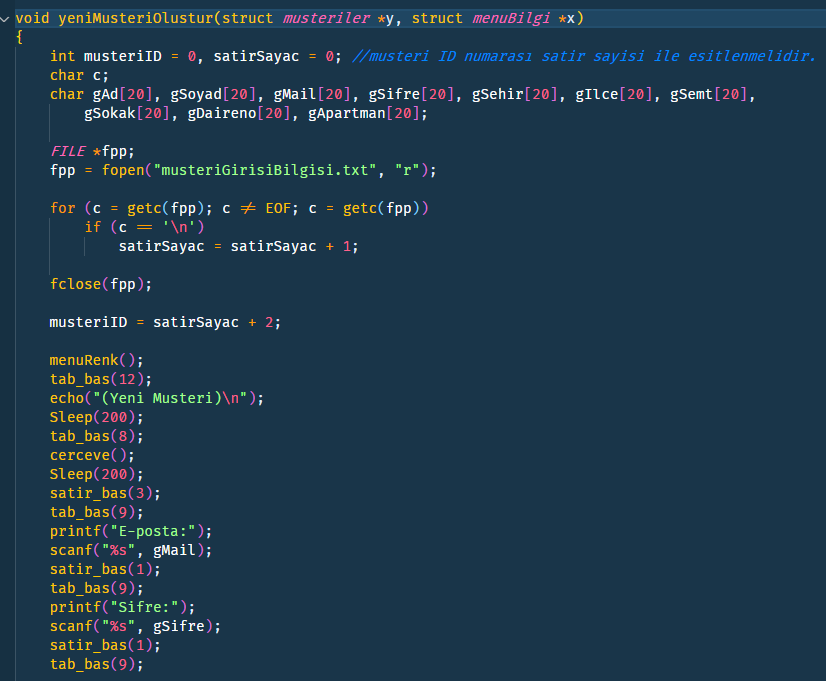 void yeniMusteriOlustur(struct musteriler *y, struct menuBilgi *x)
{
    int musteriID = 0, satirSayac = 0; //musteri ID numarasi satir sayisi ile esitlenmelidir.
    char c;
    char gAd[20], gSoyad[20], gMail[20], gSifre[20], gSehir[20], gIlce[20], gSemt[20],
        gSokak[20], gDaireno[20], gApartman[20];
    FILE *fpp;
    fpp = fopen("musteriGirisiBilgisi.txt", "r");
    for (c = getc(fpp); c ≠ EOF; c = getc(fpp))
        if (c == '\n')
            satirSayac = satirSayac + 1;
    fclose(fpp);
    musteriID = satirSayac + 2;
    menuRenk();
    tab_bas(12);
    echo("(Yeni Musteri)\n");
    Sleep(200);
    tab_bas(8);
    cerceve();
    Sleep(200);
    satir_bas(3);
    tab_bas(9);
    printf("E-posta:");
    scanf("%s", gMail);
    satir_bas(1);
    tab_bas(9);
    printf("Sifre:");
    scanf("%s", gSifre);
    satir_bas(1);
    tab_bas(9);